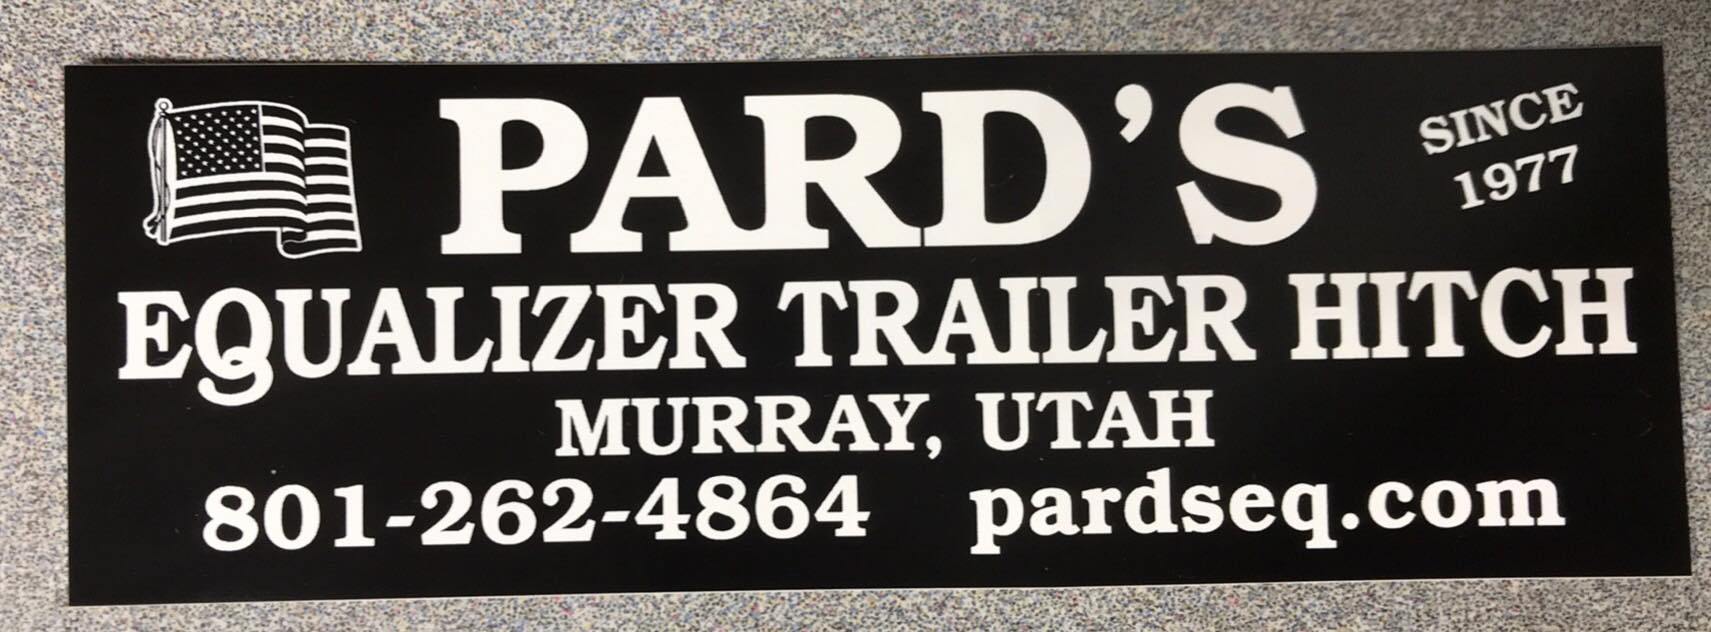 PARD'S
SINCE
1977
EQUALIZER TRAILER HITCH
MURRAY, UTAH
801-262-4864 pardseq.com